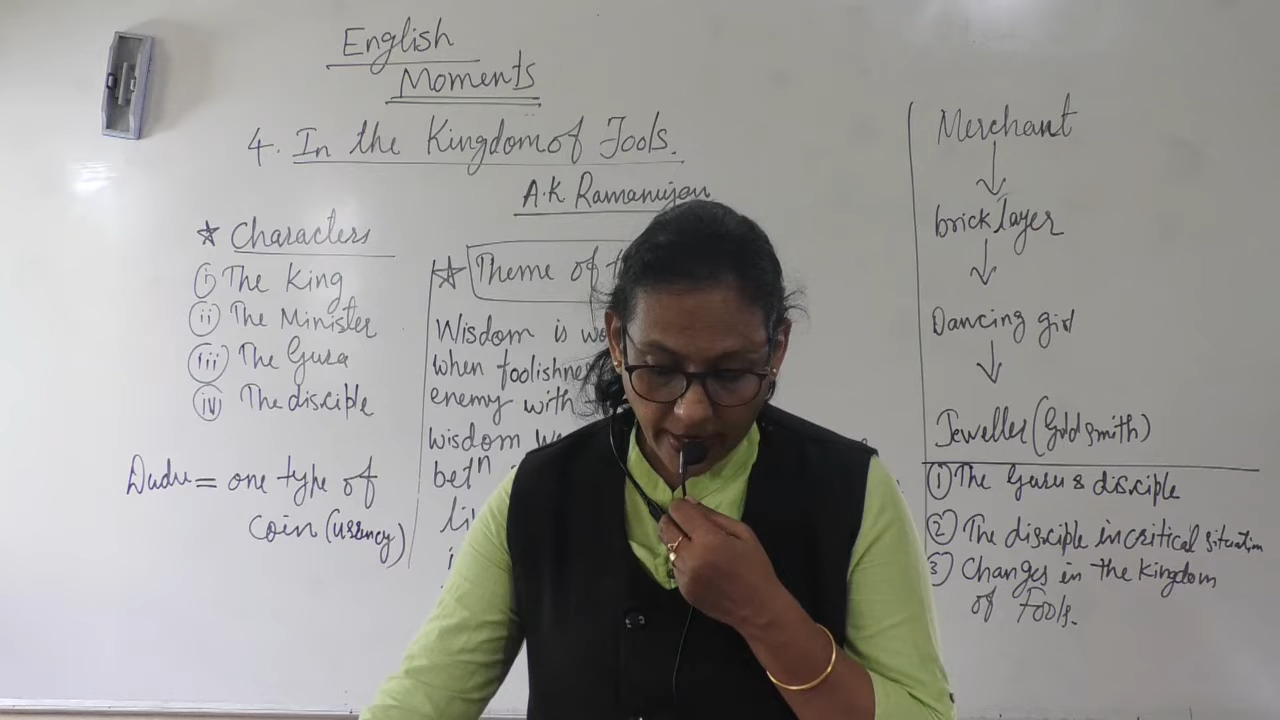 English
Moments
4. In the Kingdom of Fools.
A.K Ramanujan
☆ Characters
(i) The King
(ii) The Minister
(iii) The Guru
(iv) The disciple
Dudu = one type of
coin (currency)
☆ Theme of
Wisdom is
when
enemy with
wisdom
betⁿ
Merchant
↓
brick layer
↓
Dancing girl
↓
Jeweller (Goldsmith)
① The Guru & disciple
② The disciple in critical situation
③ Changes in the Kingdom
of Fools.